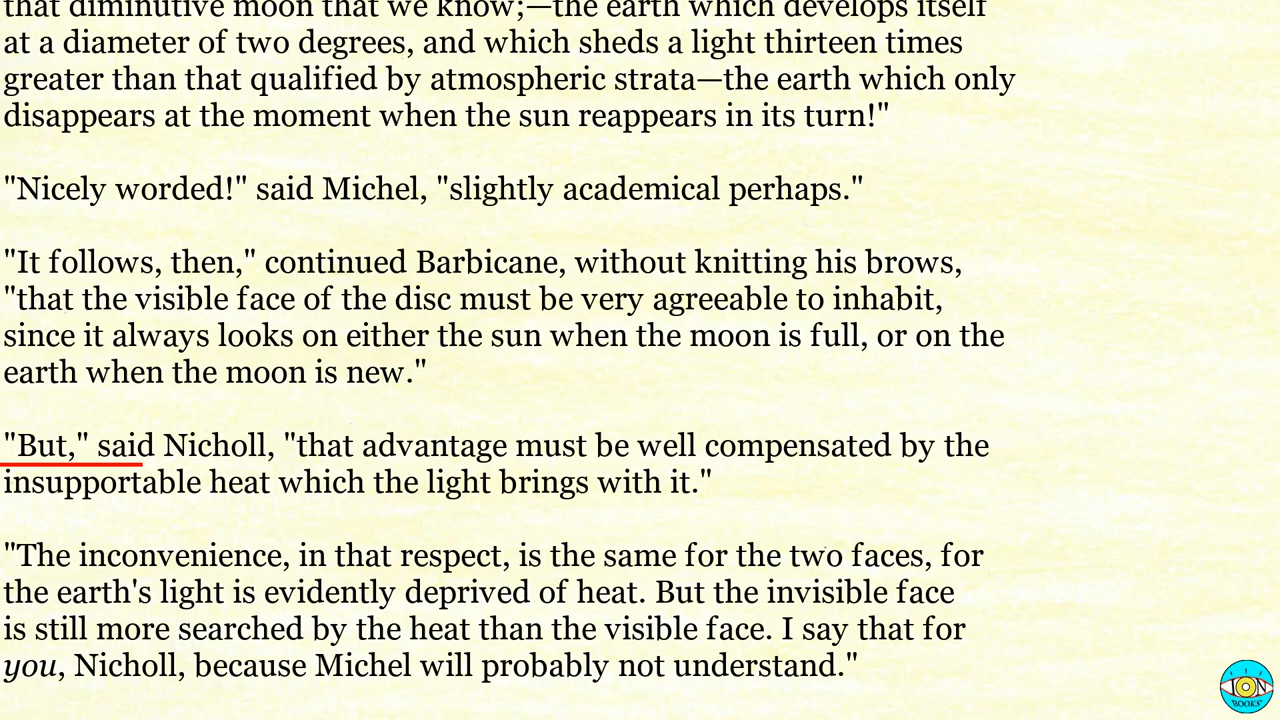 that diminutive moon that we know;—the earth which develops itself
at a diameter of two degrees, and which sheds a light thirteen times
greater than that qualified by atmospheric strata—the earth which only
disappears at the moment when the sun reappears in its turn!"
"Nicely worded!" said Michel, "slightly academical perhaps."
"It follows, then," continued Barbicane, without knitting his brows,
"that the visible face of the disc must be very agreeable to inhabit,
since it always looks on either the sun when the moon is full, or on the
earth when the moon is new."
"But," said Nicholl, "that advantage must be well compensated by the
insupportable heat which the light brings with it."
"The inconvenience, in that respect, is the same for the two faces, for
the earth's light is evidently deprived of heat. But the invisible face
is still more searched by the heat than the visible face. I say that for
you, Nicholl, because Michel will probably not understand."
ION
BOOKS